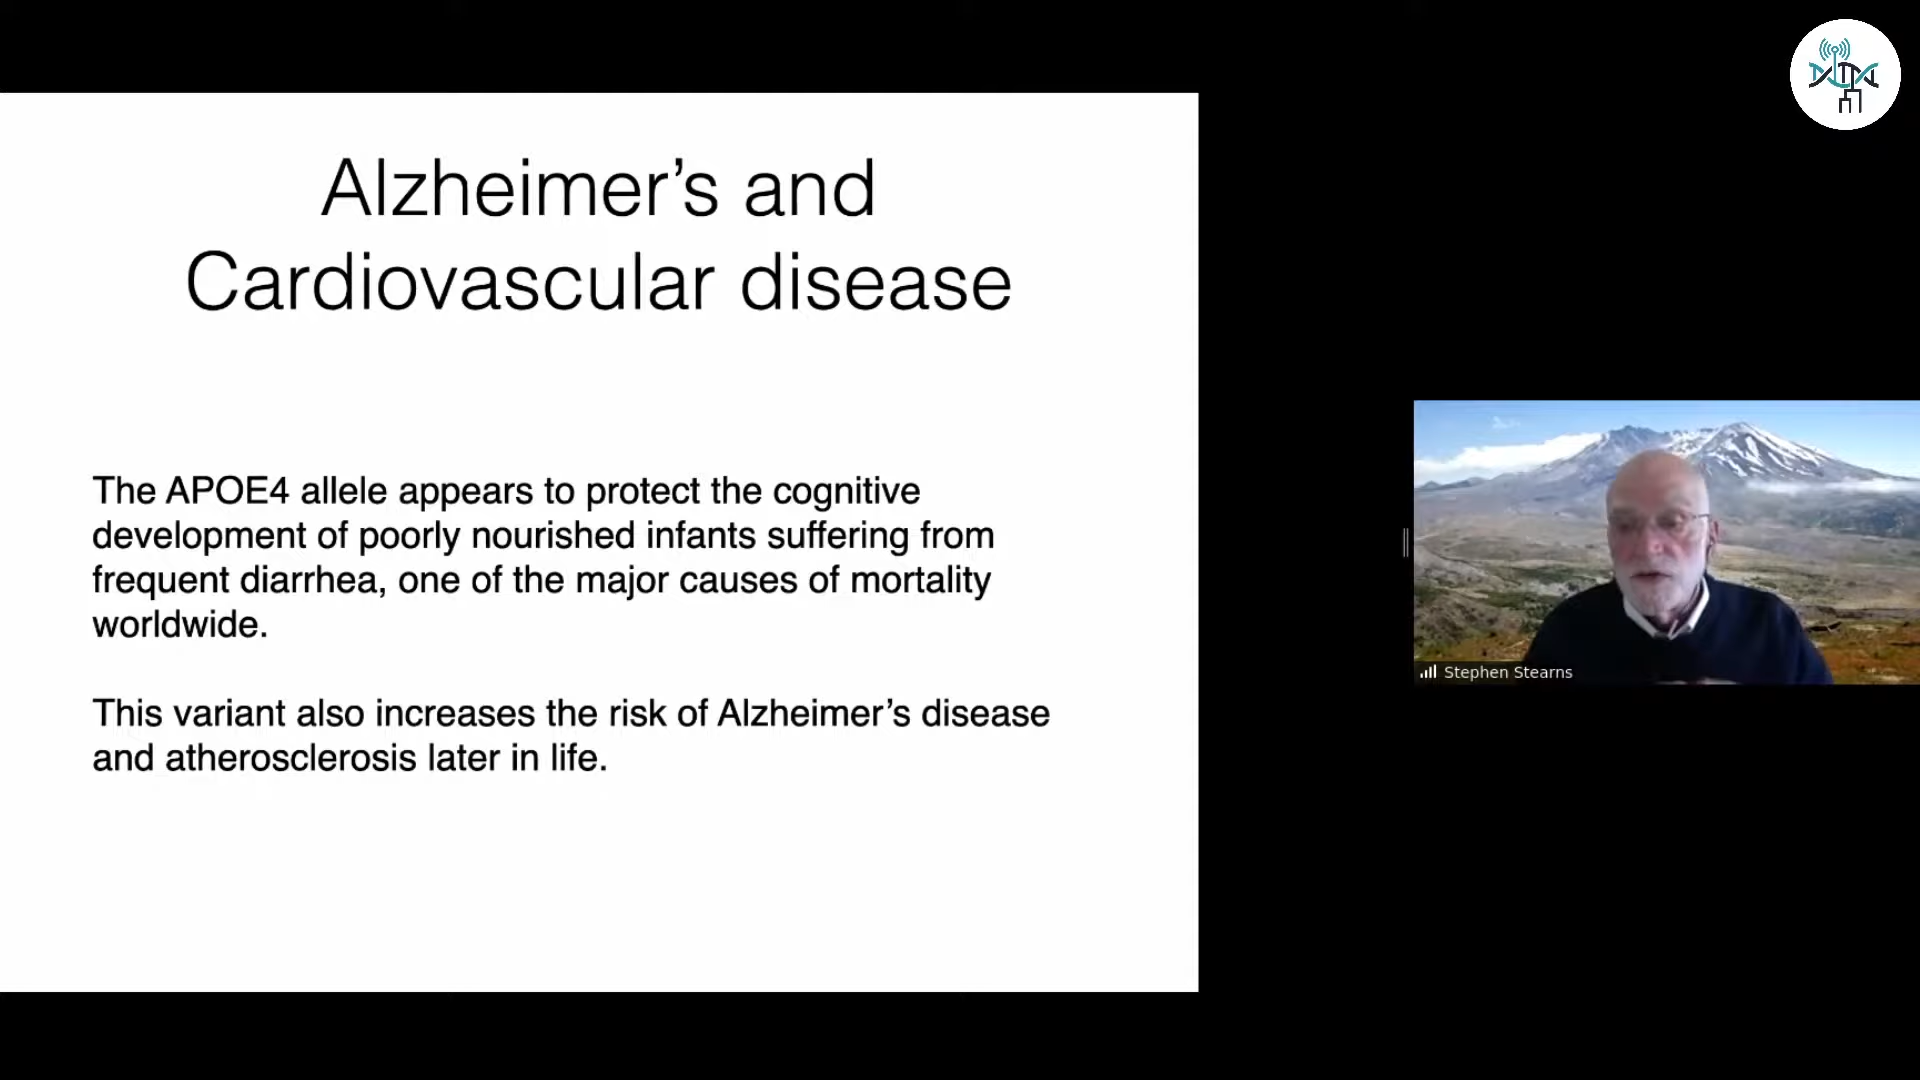 Alzheimer’s and
Cardiovascular disease
The APOE4 allele appears to protect the cognitive
development of poorly nourished infants suffering from
frequent diarrhea, one of the major causes of mortality
worldwide.
This variant also increases the risk of Alzheimer’s disease
and atherosclerosis later in life.
Stephen Stearns